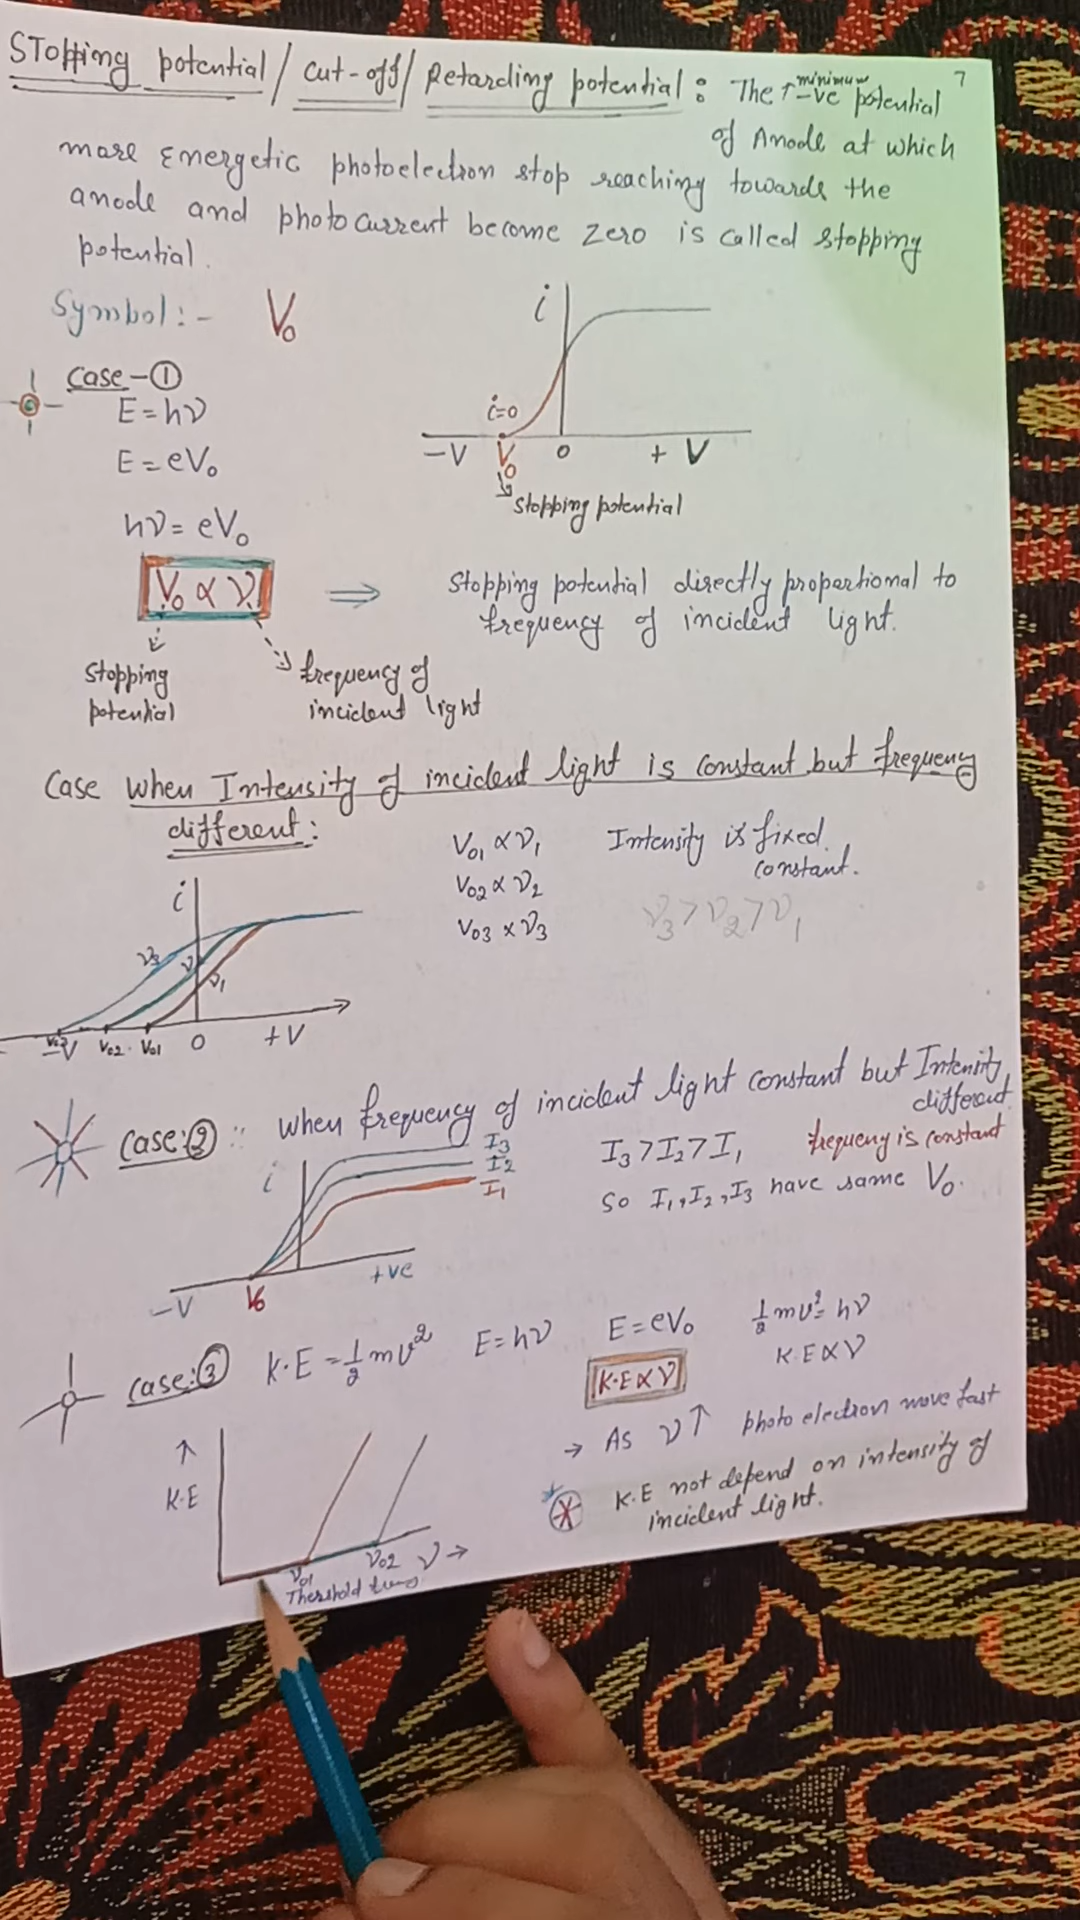 Stopping potential / cut-off / Retarding potential : The minimum -ve potential
7
of Anode at which
more Energetic photoelectron stop reaching towards the
anode and photocurrent become zero is called stopping
potential.
Symbol :- V₀
i
i=0
-V V₀ 0 + V
Stopping potential
Case-①
E = hν
E = eV₀
hν = eV₀
V₀ ∝ ν ⇒ Stopping potential directly proportional to
frequency of incident light.
Stopping
potential
frequency of
incident light
Case When Intensity of incident light is constant but frequency
different :
V₀₁ ∝ ν₁ Intensity is fixed
constant.
V₀₂ ∝ ν₂
V₀₃ ∝ ν₃ ν₃ > ν₂ > ν₁
i
ν₃ ν ν₁
-V V₀₂ V₀₁ 0 +V
Case:② :: When frequency of incident light constant but Intenity
different.
I₃ > I₂ > I₁ frequeny is constant
So I₁, I₂, I₃ have same V₀.
i
I₃
I₂
I₁
-V V₀ +ve
Case:③ K.E = ½mv² E = hν E = eV₀ ½mv² = hν
K.E ∝ ν K.E ∝ ν
→ As ν↑ photo electron move fast
K.E not depend on intensity of
incident light.
↑
K.E
ν₀₁ ν₀₂ ν →
Thershold